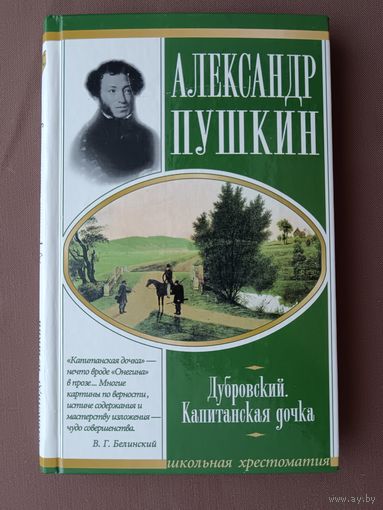 АЛЕКСАНДР
ПУШКИН
«Капитанская дочка» —
нечто вроде «Онегина»
в прозе... Многие
картины по верности,
истине содержания и
мастерству изложения —
чудо совершенства.
В. Г. Белинский
Дубровский.
Капитанская дочка
школьная хрестоматия
www.ay.by